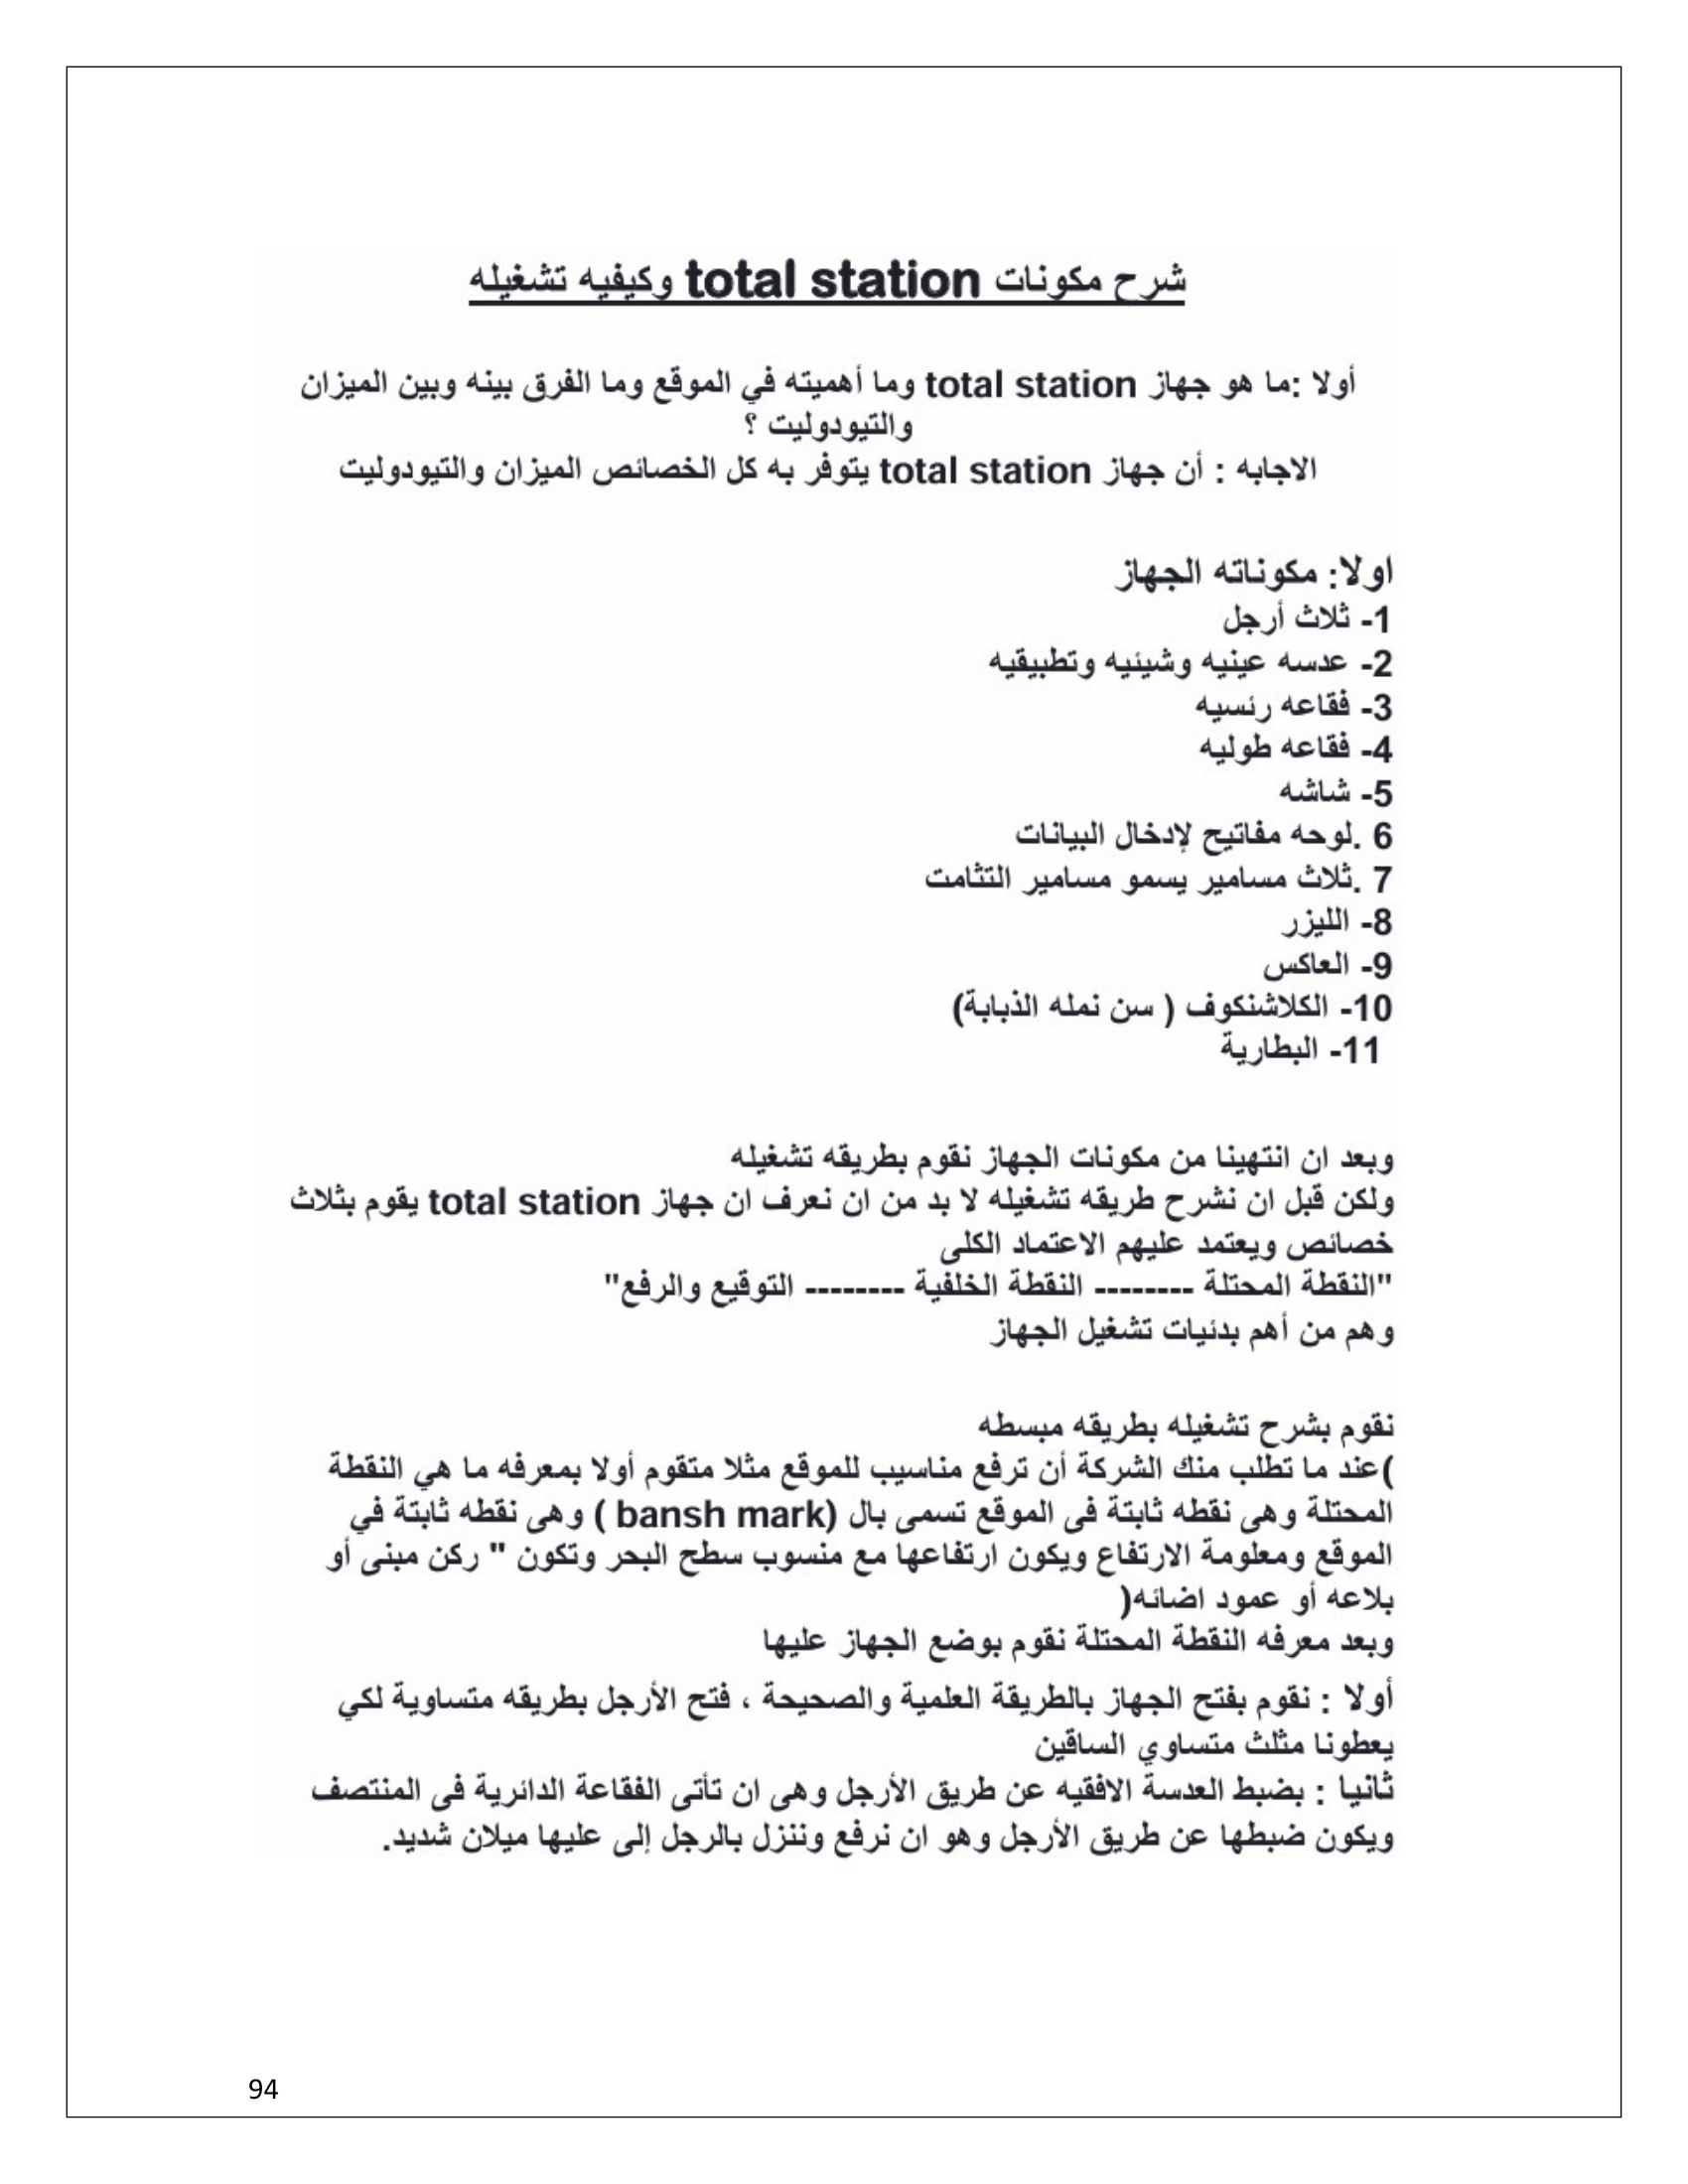 شرح مكونات total station وكيفيه تشغيله
أولا :ما هو جهاز total station وما أهميته في الموقع وما الفرق بينه وبين الميزان
والتيودوليت ؟
الاجابه : أن جهاز total station يتوفر به كل الخصائص الميزان والتيودوليت
اولا: مكوناته الجهاز
1- ثلاث أرجل
2- عدسه عينيه وشيئيه وتطبيقيه
3- فقاعه رئسيه
4- فقاعه طوليه
5- شاشه
6 .لوحه مفاتيح لإدخال البيانات
7 .ثلاث مسامير يسمو مسامير التثامت
8- الليزر
9- العاكس
10- الكلاشنكوف ( سن نمله الذبابة)
11- البطارية
وبعد ان انتهينا من مكونات الجهاز نقوم بطريقه تشغيله
ولكن قبل ان نشرح طريقه تشغيله لا بد من ان نعرف ان جهاز total station يقوم بثلاث
خصائص ويعتمد عليهم الاعتماد الكلى
"النقطة المحتلة -------- النقطة الخلفية -------- التوقيع والرفع"
وهم من أهم بدئيات تشغيل الجهاز
نقوم بشرح تشغيله بطريقه مبسطه
)عند ما تطلب منك الشركة أن ترفع مناسيب للموقع مثلا متقوم أولا بمعرفه ما هي النقطة
المحتلة وهى نقطه ثابتة فى الموقع تسمى بال (bansh mark ) وهى نقطه ثابتة في
الموقع ومعلومة الارتفاع ويكون ارتفاعها مع منسوب سطح البحر وتكون " ركن مبنى أو
بلاعه أو عمود اضائه(
وبعد معرفه النقطة المحتلة نقوم بوضع الجهاز عليها
أولا : نقوم بفتح الجهاز بالطريقة العلمية والصحيحة ، فتح الأرجل بطريقه متساوية لكي
يعطونا مثلث متساوي الساقين
ثانيا : بضبط العدسة الافقيه عن طريق الأرجل وهى ان تأتى الفقاعة الدائرية فى المنتصف
ويكون ضبطها عن طريق الأرجل وهو ان نرفع وننزل بالرجل إلى عليها ميلان شديد.
94